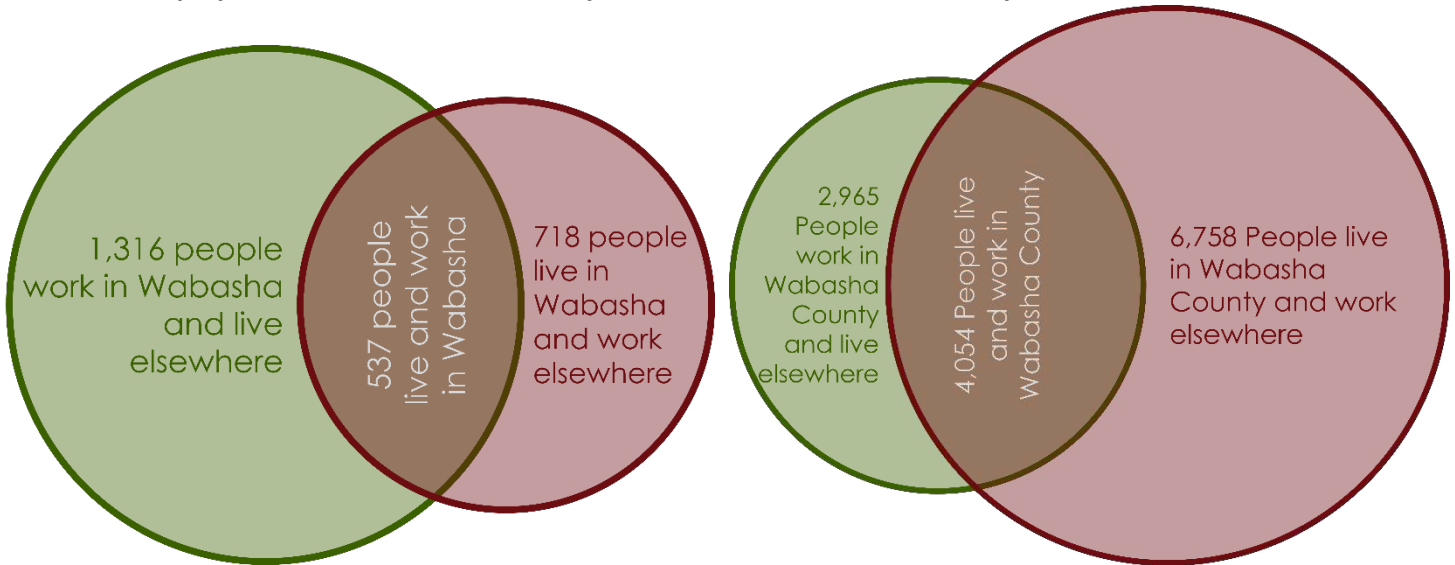 1,316 people
work in Wabasha
and live
elsewhere
537 people
live and work
in Wabasha
718 people
live in
Wabasha
and work
elsewhere
2,965
People
work in
Wabasha
County
and live
elsewhere
4,054 People live
and work in
Wabasha County
6,758 People live
in Wabasha
County and work
elsewhere